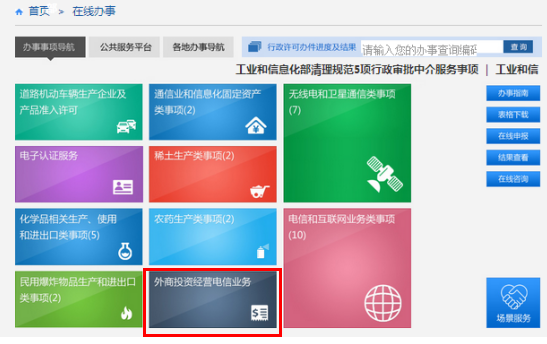 首页 » 在线办事
办事事项导航 公共服务平台 各地办事导航 行政许可办件进度及结果 请输入您的办事查询编码 查询
工业和信息化部清理规范5项行政审批中介服务事项 | 工业和信
道路机动车辆生产企业及
产品准入许可
通信业和信息化固定资产
类事项(2)
无线电和卫星通信类事项
(7)
电子认证服务
稀土生产类事项(2)
化学品相关生产、使用
和进出口类事项(5)
农药生产类事项(2)
电信和互联网业务类事项
(10)
民用爆炸物品生产和进出口
类事项(2)
外商投资经营电信业务
办事指南
表格下载
在线申报
结果查看
在线咨询
场景服务